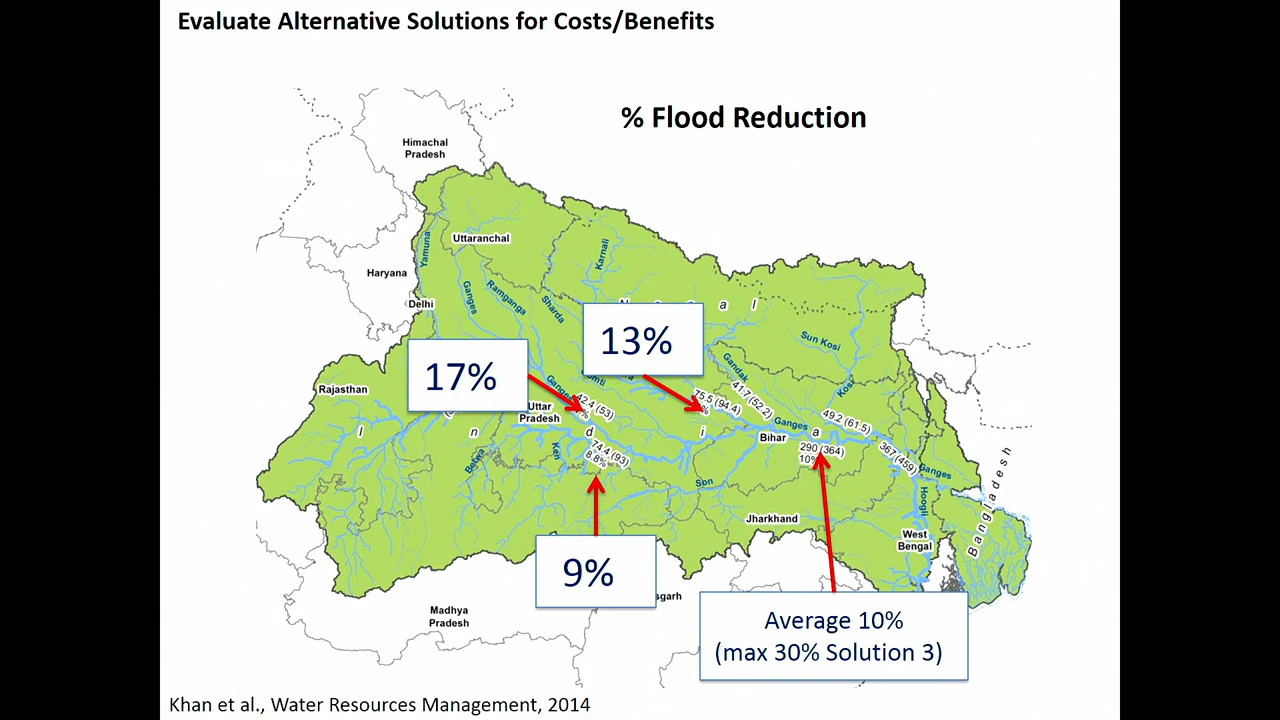 Evaluate Alternative Solutions for Costs/Benefits
% Flood Reduction
Himachal
Pradesh
Uttaranchal
Yamuna
Karnali
Haryana
Ganges
Ramganga
Sharda
Delhi
a l
13%
Sun Kosi
17%
Gandak
Kosi
Rajasthan
Ganges
41.7 (52.2)
75.5 (94.4)
42.4 (53)
Uttar
Pradesh
49.2 (61.5)
I n d i a
Ganges
Bihar
74.4 (93)
8.8%
290 (364)
10%
367 (459)
Ken
Betwa
Ganges
Son
Hoogli
Bangladesh
Jharkhand
West
Bengal
9%
sgarh
Madhya
Pradesh
Average 10%
(max 30% Solution 3)
Khan et al., Water Resources Management, 2014